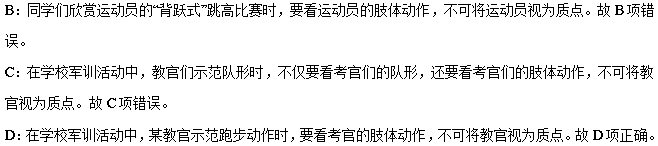 B：同学们欣赏运动员的“背跃式”跳高比赛时，要看运动员的肢体动作，不可将运动员视为质点。故 B 项错
误。
C：在学校军训活动中，教官们示范队形时，不仅要看考官们的队形，还要看考官们的肢体动作，不可将教
官视为质点。故 C 项错误。
D：在学校军训活动中，某教官示范跑步动作时，要看考官的肢体动作，不可将教官视为质点。故 D 项正确。